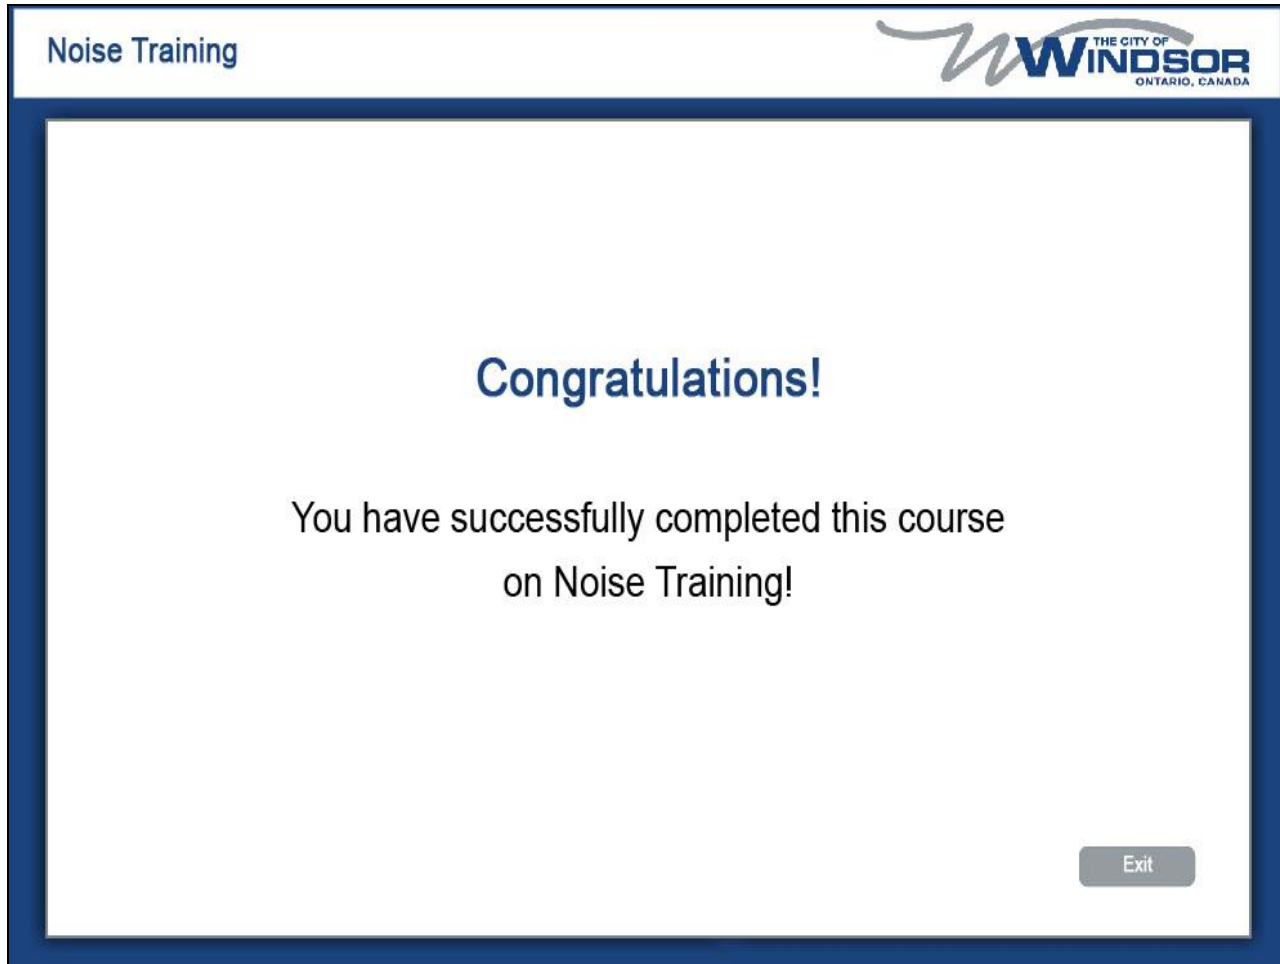 Noise Training
THE CITY OF
WINDSOR
ONTARIO, CANADA
Congratulations!
You have successfully completed this course
on Noise Training!
Exit